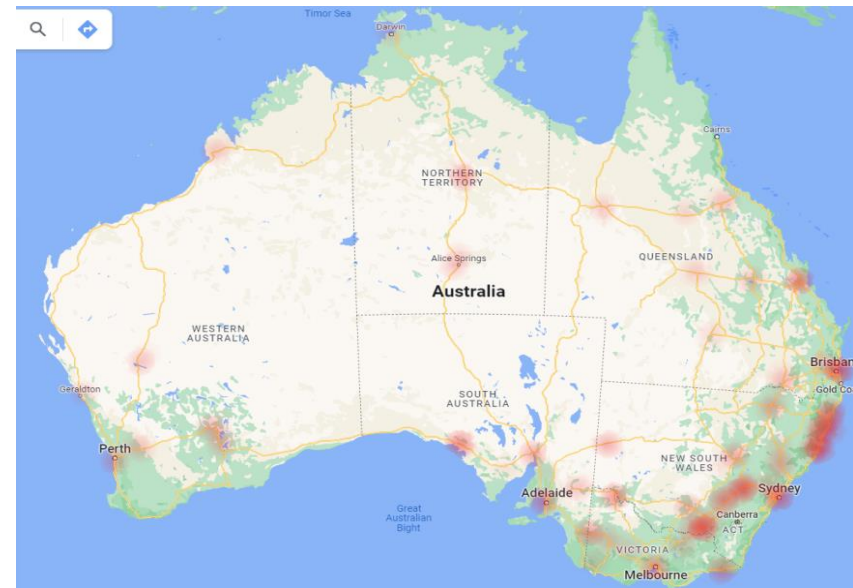 Timor Sea
Darwin
Cairns
NORTHERN
TERRITORY
Alice Springs
QUEENSLAND
Australia
WESTERN
AUSTRALIA
Brisban
Gold Co
Geraldton
SOUTH
AUSTRALIA
Perth
NEW SOUTH
WALES
Adelaide
Sydney
Great
Australian
Bight
Canberra
ACT
VICTORIA
Melbourne